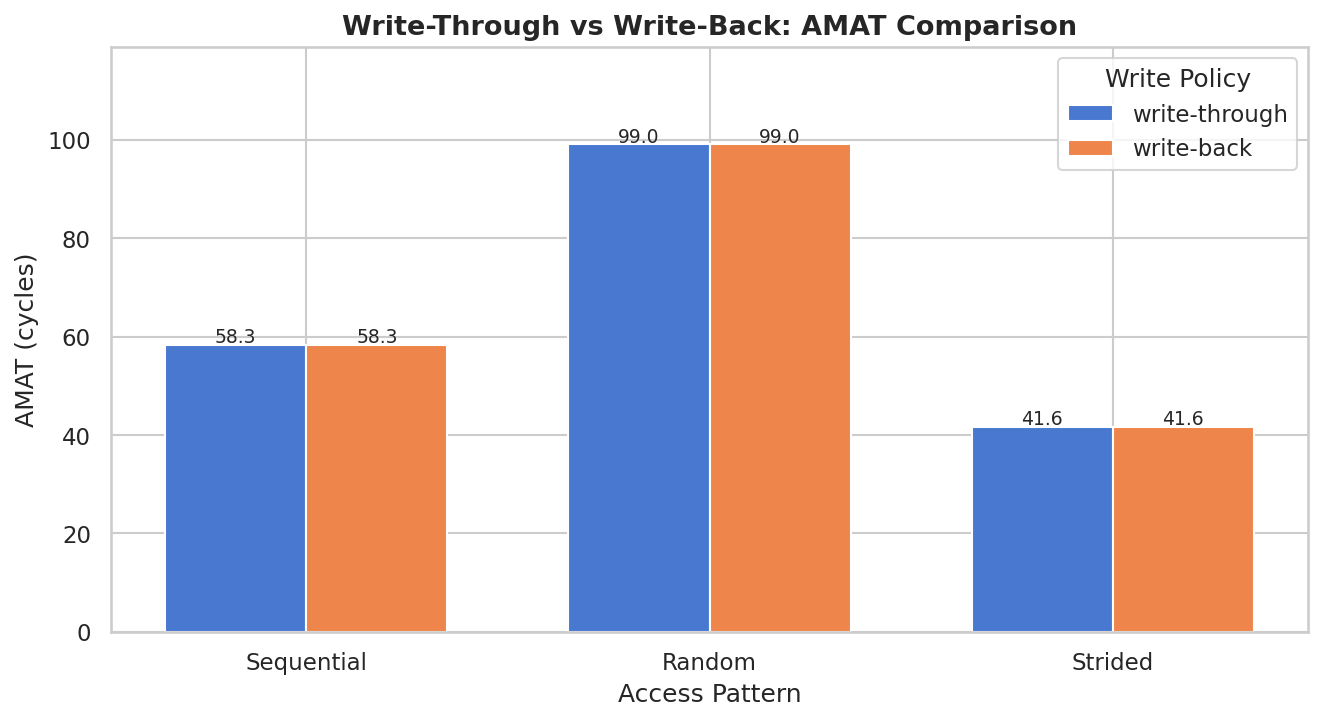 Write-Through vs Write-Back: AMAT Comparison
Write Policy
write-through
write-back
AMAT (cycles)
100
80
60
40
20
0
58.3 58.3
99.0 99.0
41.6 41.6
Sequential Random Strided
Access Pattern